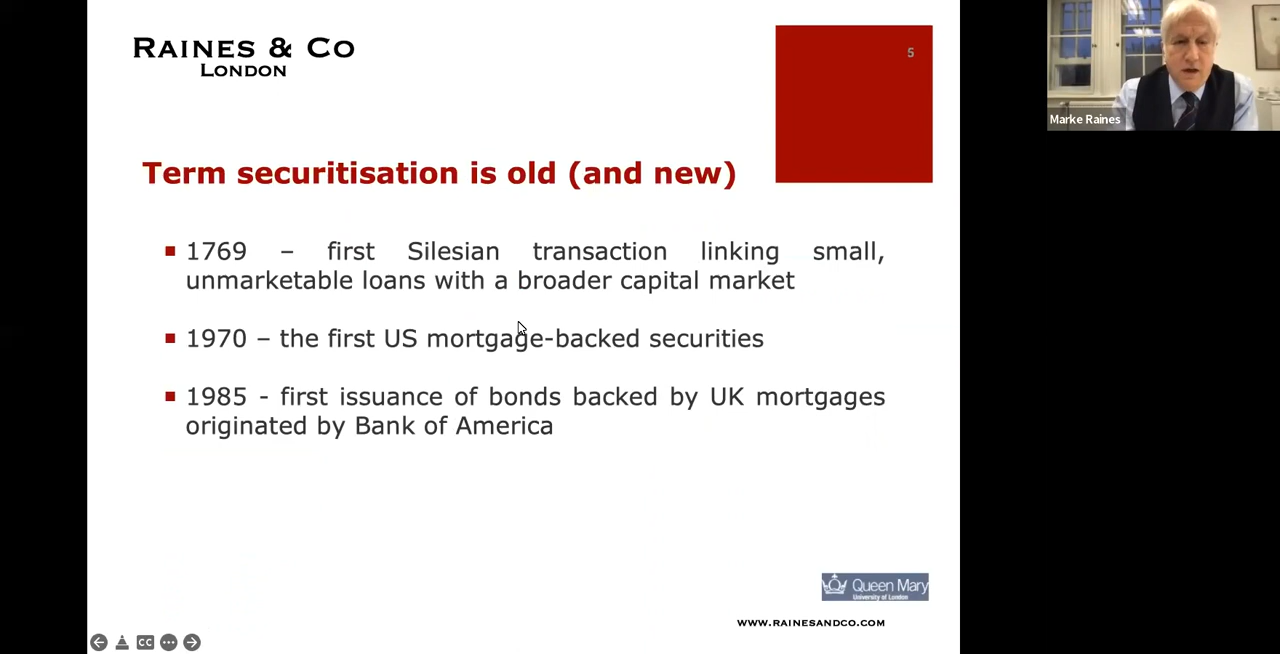 RAINES & CO
LONDON
5
Marke Raines
Term securitisation is old (and new)
1769 – first Silesian transaction linking small,
unmarketable loans with a broader capital market
1970 – the first US mortgage-backed securities
1985 - first issuance of bonds backed by UK mortgages
originated by Bank of America
Queen Mary
University of London
WWW.RAINESANDCO.COM
CC